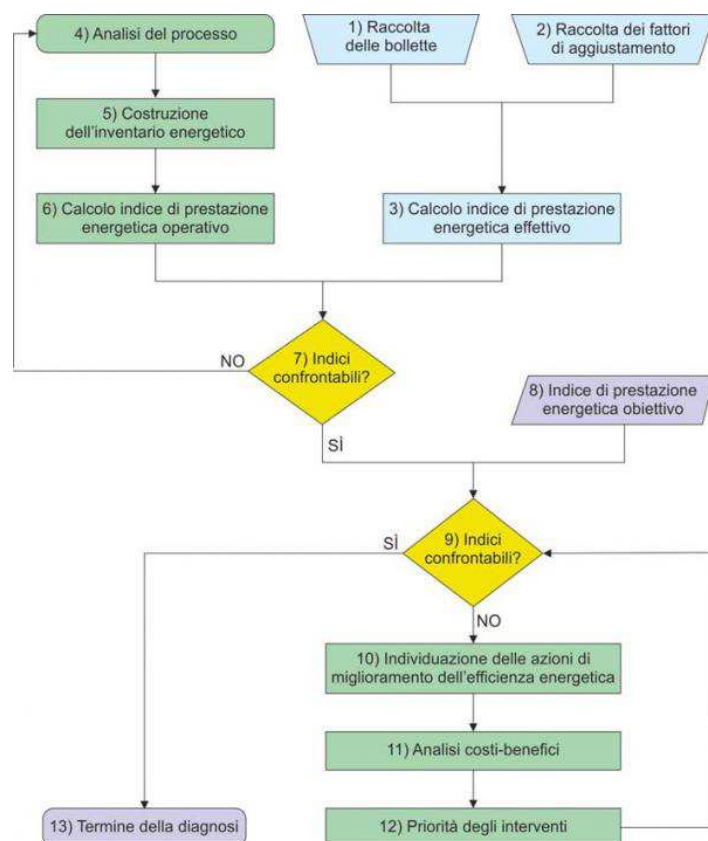 4) Analisi del processo
1) Raccolta
delle bollette
2) Raccolta dei fattori
di aggiustamento
5) Costruzione
dell'inventario energetico
6) Calcolo indice di prestazione
energetica operativo
3) Calcolo indice di prestazione
energetica effettivo
7) Indici
confrontabili?
NO
SÌ
8) Indice di prestazione
energetica obiettivo
9) Indici
confrontabili?
SÌ
NO
10) Individuazione delle azioni di
miglioramento dell'efficienza energetica
11) Analisi costi-benefici
13) Termine della diagnosi
12) Priorità degli interventi